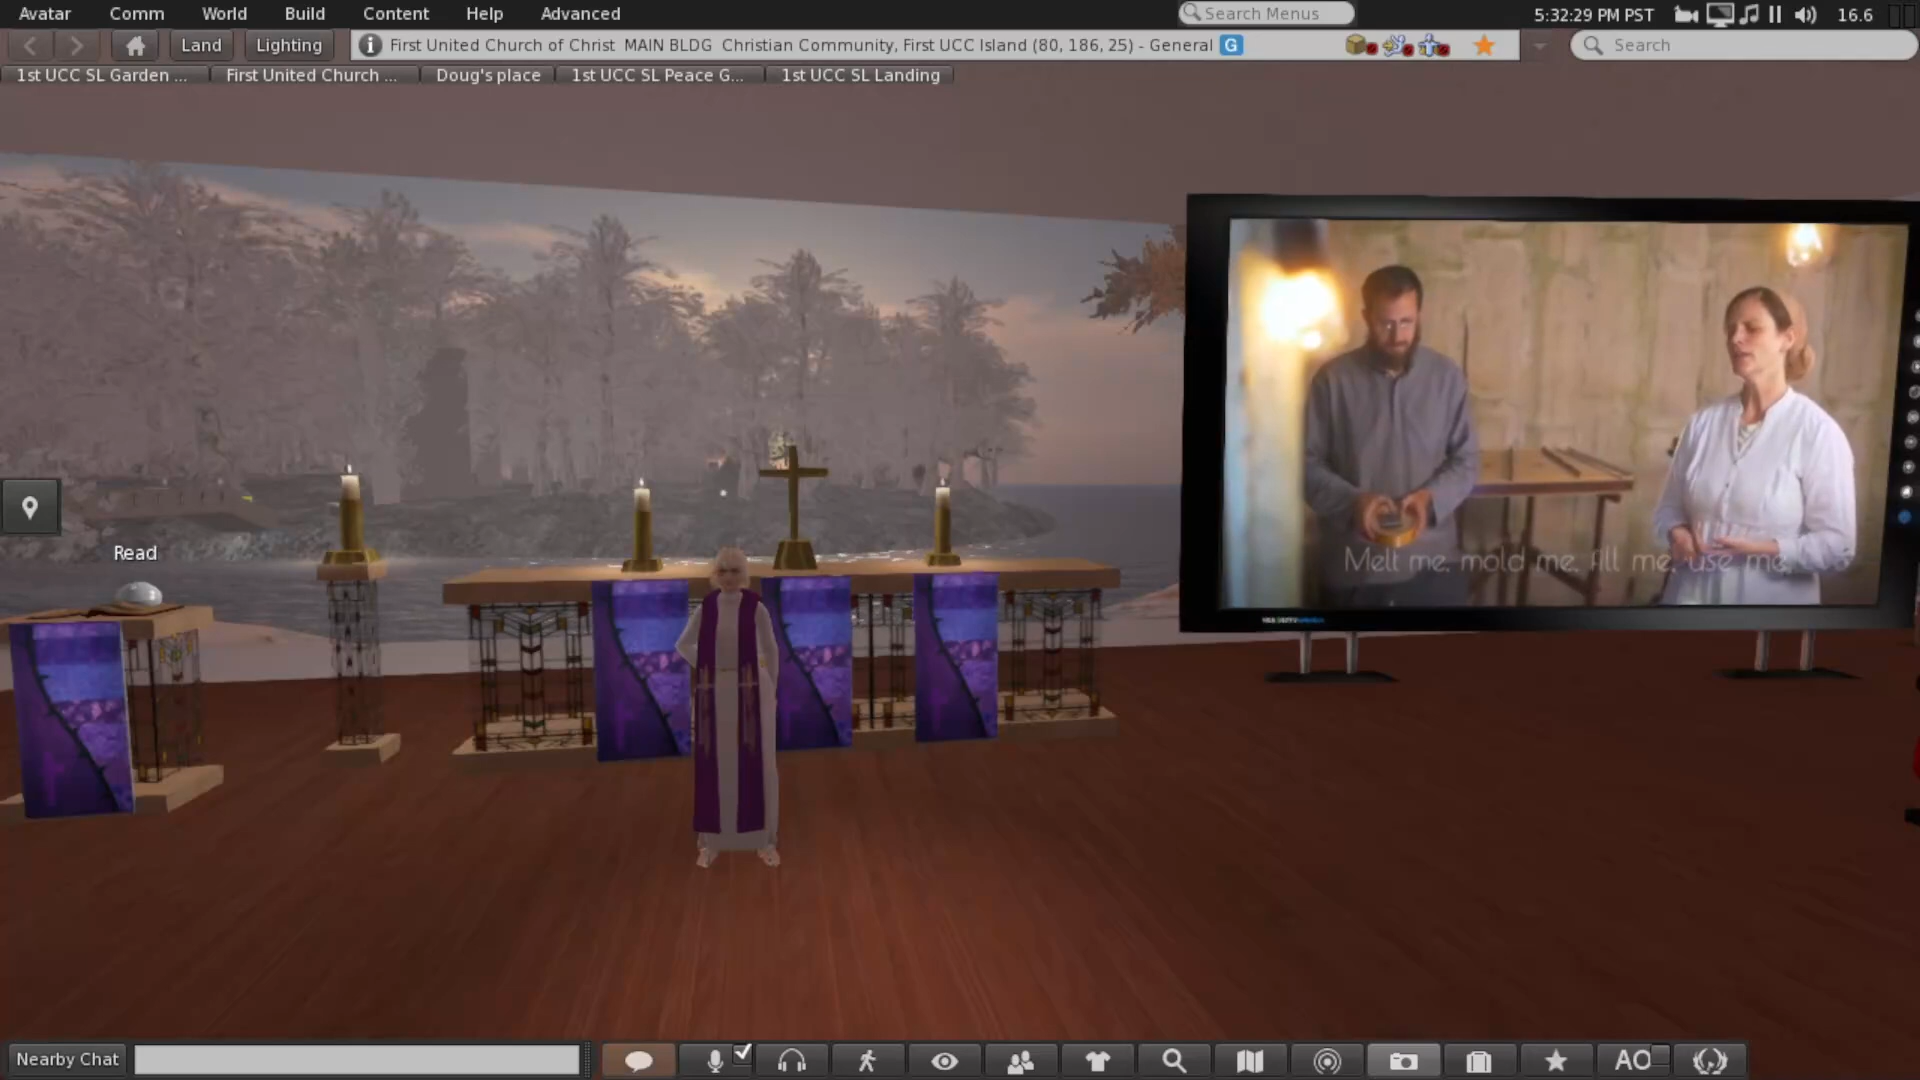 Avatar Comm World Build Content Help Advanced Search Menus 5:32:29 PM PST 16.6
Land Lighting First United Church of Christ MAIN BLDG Christian Community, First UCC Island (80, 186, 25) - General G Search
1st UCC SL Garden ... First United Church ... Doug's place 1st UCC SL Peace G... 1st UCC SL Landing
Read
Melt me, mold me, fill me, use me,
Nearby Chat AO